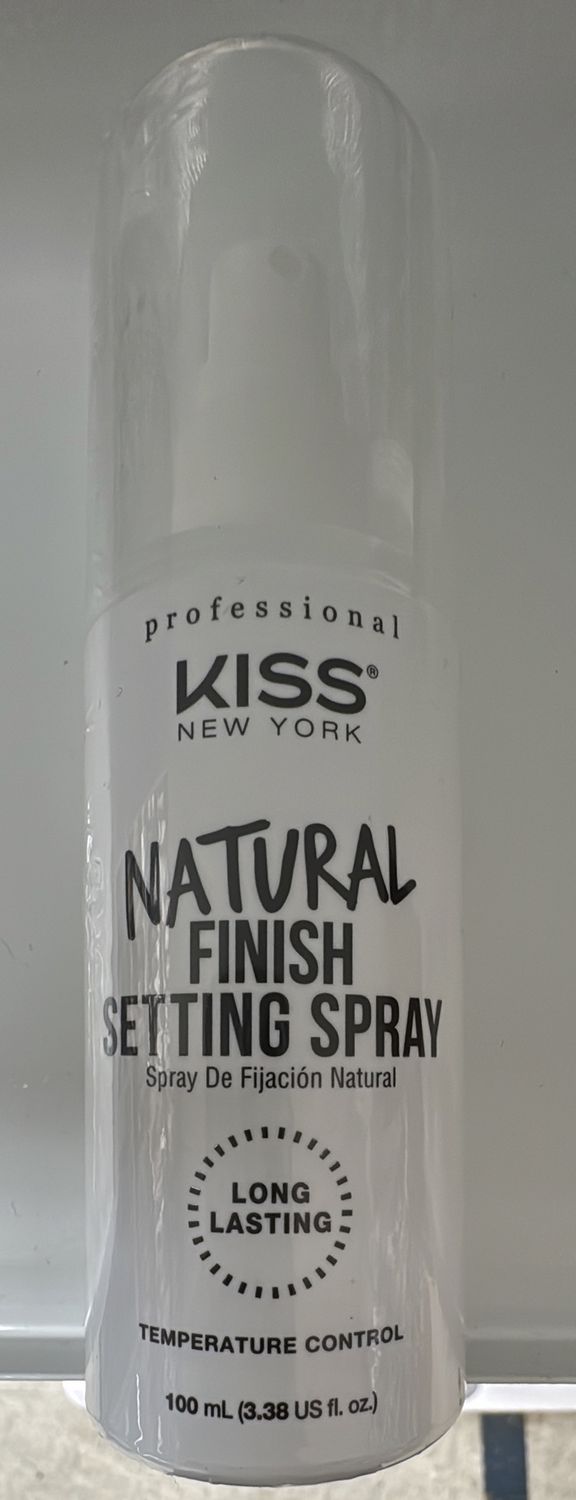 professional
KISS®
NEW YORK
NATURAL
FINISH
SETTING SPRAY
Spray De Fijación Natural
LONG
LASTING
TEMPERATURE CONTROL
100 mL (3.38 US fl. oz.)